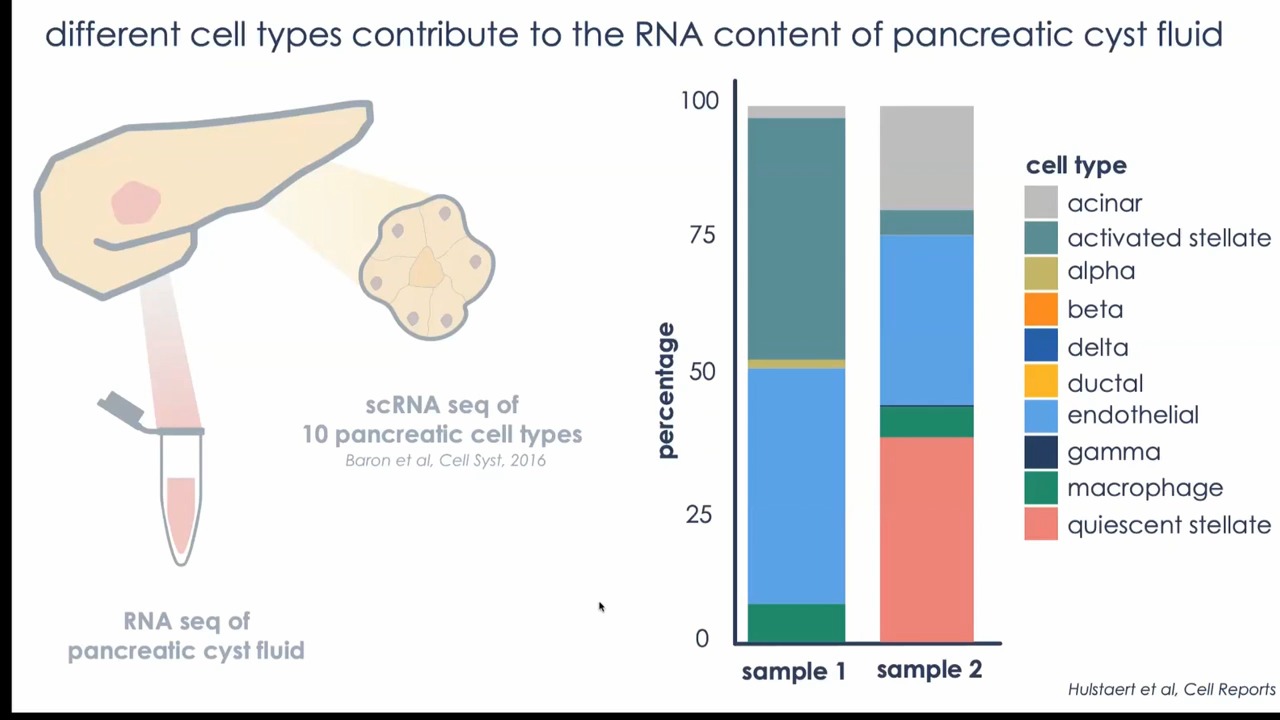 different cell types contribute to the RNA content of pancreatic cyst fluid
scRNA seq of
10 pancreatic cell types
Baron et al, Cell Syst, 2016
RNA seq of
pancreatic cyst fluid
percentage
100
75
50
25
0
sample 1
sample 2
cell type
acinar
activated stellate
alpha
beta
delta
ductal
endothelial
gamma
macrophage
quiescent stellate
Hulstaert et al, Cell Reports